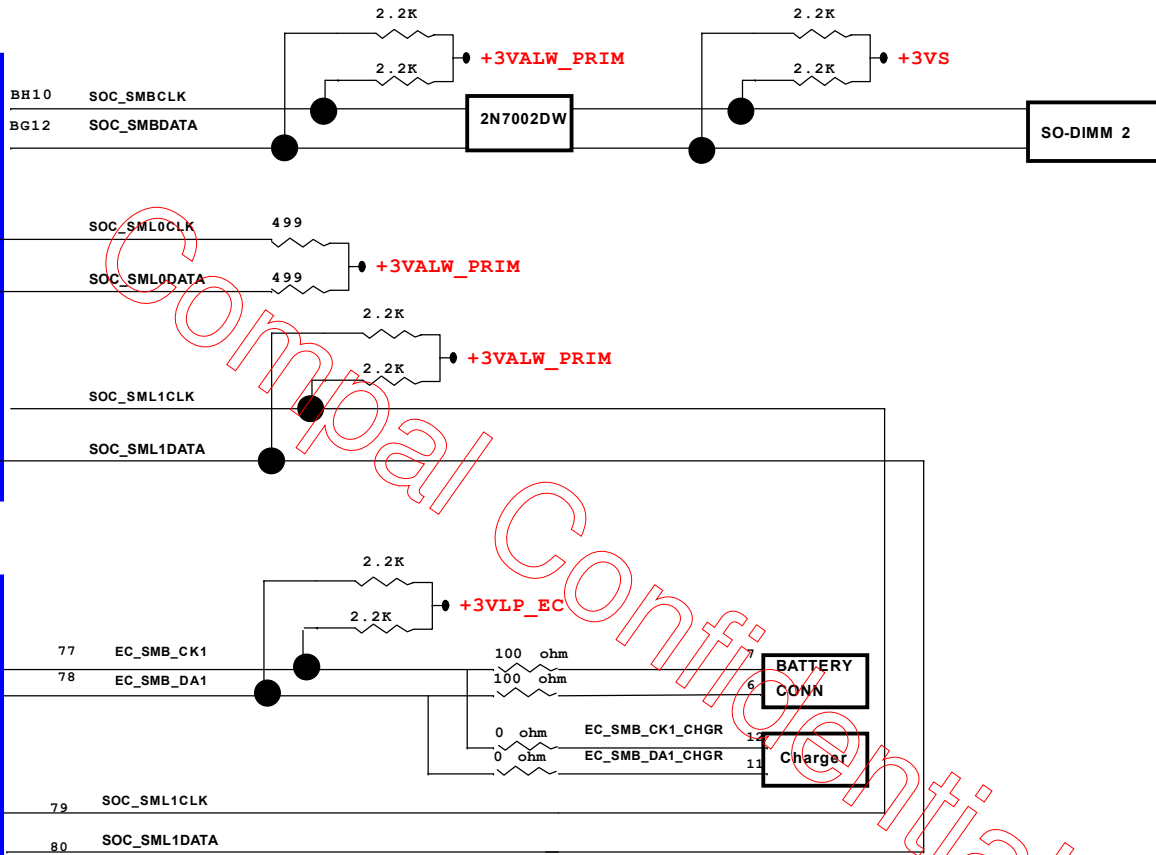 2.2K
2.2K
2.2K
+3VALW_PRIM
2.2K
+3VS
BH10 SOC_SMBCLK
BG12 SOC_SMBDATA
2N7002DW
SO-DIMM 2
SOC_SML0CLK
499
+3VALW_PRIM
SOC_SML0DATA
499
2.2K
2.2K
+3VALW_PRIM
SOC_SML1CLK
SOC_SML1DATA
2.2K
2.2K
+3VLP_EC
77 EC_SMB_CK1
100 ohm
7
78 EC_SMB_DA1
100 ohm
6
BATTERY
CONN
0 ohm
EC_SMB_CK1_CHGR
12
0 ohm
EC_SMB_DA1_CHGR
11
Charger
79 SOC_SML1CLK
80 SOC_SML1DATA
Compal Confidential